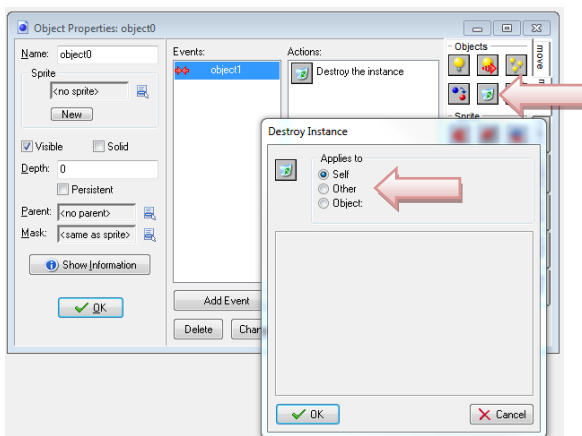 Object Properties: object0
Name: object0
Sprite
<no sprite>
New
Visible Solid
Depth: 0
Persistent
Parent: <no parent>
Mask: <same as sprite>
Show Information
OK
Events:
object1
Add Event
Delete
Actions:
Destroy the instance
Objects
move
Sprite
Destroy Instance
Applies to
Self
Other
Object:
OK
Cancel